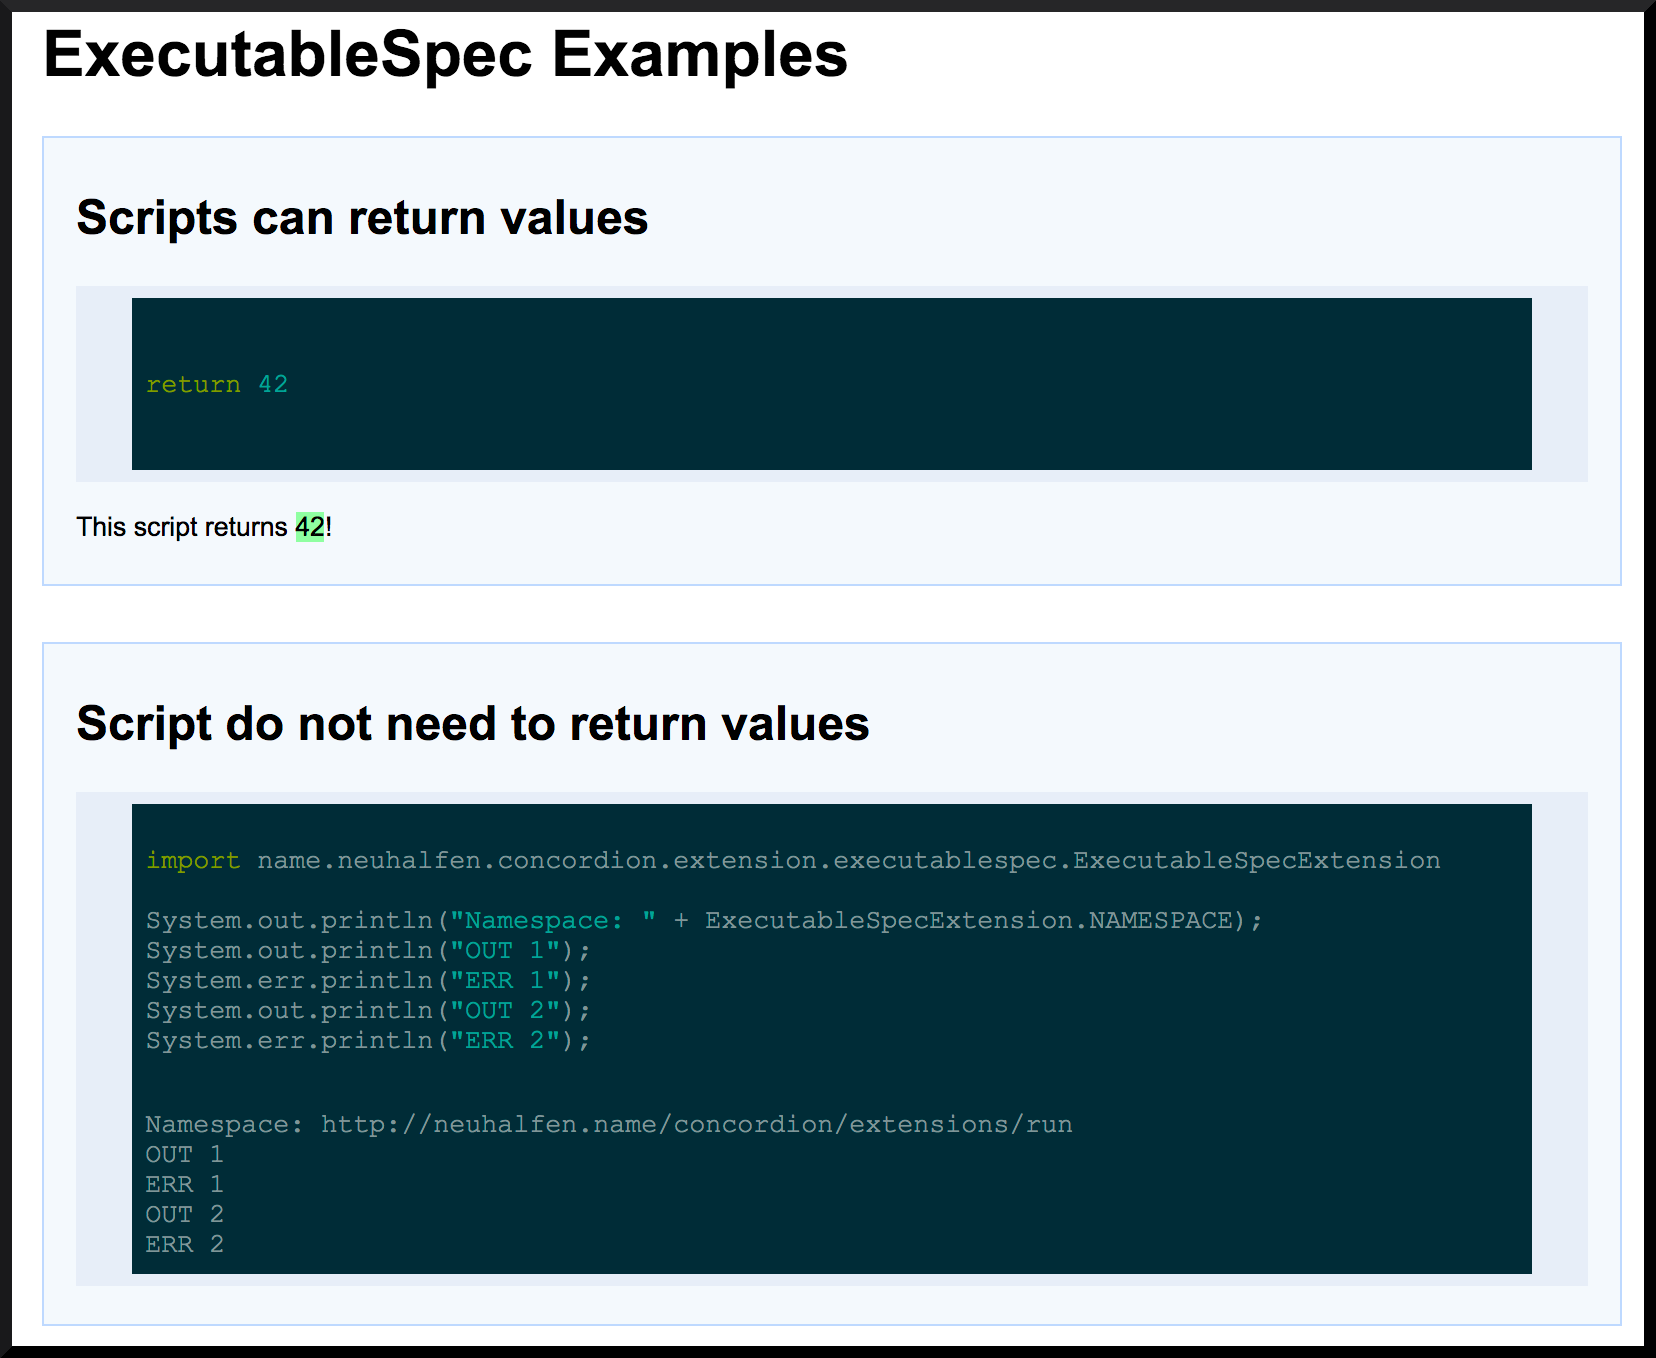 ExecutableSpec Examples
Scripts can return values
return 42
This script returns 42!
Script do not need to return values
import name.neuhalfen.concordion.extension.executablespec.ExecutableSpecExtension
System.out.println("Namespace: " + ExecutableSpecExtension.NAMESPACE);
System.out.println("OUT 1");
System.err.println("ERR 1");
System.out.println("OUT 2");
System.err.println("ERR 2");
Namespace: http://neuhalfen.name/concordion/extensions/run
OUT 1
ERR 1
OUT 2
ERR 2